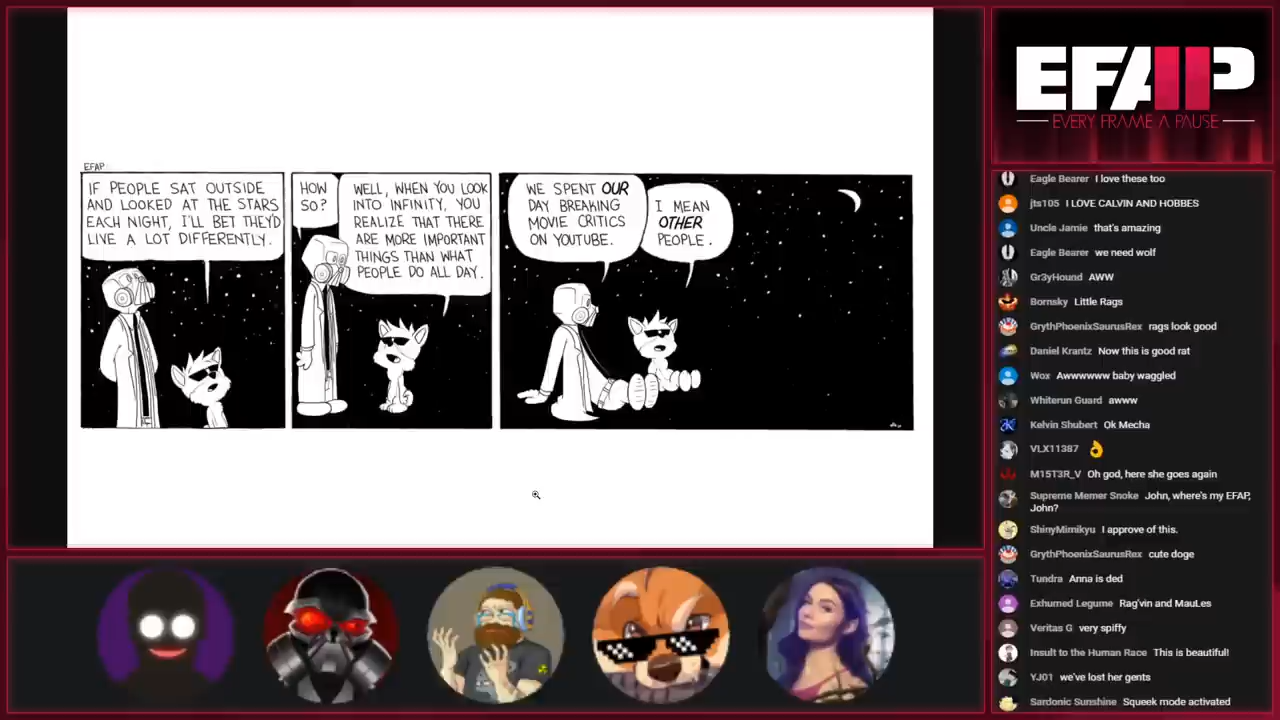 EFAP
IF PEOPLE SAT OUTSIDE
AND LOOKED AT THE STARS
EACH NIGHT, I'LL BET THEY'D
LIVE A LOT DIFFERENTLY.
HOW
SO?
WELL, WHEN YOU LOOK
INTO INFINITY, YOU
REALIZE THAT THERE
ARE MORE IMPORTANT
THINGS THAN WHAT
PEOPLE DO ALL DAY.
WE SPENT OUR
DAY BREAKING
MOVIE CRITICS
ON YOUTUBE.
I MEAN
OTHER
PEOPLE.
EFAP
EVERY FRAME A PAUSE
Eagle Bearer I love these too
jts105 I LOVE CALVIN AND HOBBES
Uncle Jamie that's amazing
Eagle Bearer we need wolf
Gr3yHound AWW
Bornsky Little Rags
GrythPhoenixSaurusRex rags look good
Daniel Krantz Now this is good rat
Wox Awwwwww baby waggled
Whiterun Guard awww
Kelvin Shubert Ok Mecha
VLX11387 👌
M15T3R_V Oh god, here she goes again
Supreme Memer Snoke John, where's my EFAP,
John?
ShinyMimikyu I approve of this.
GrythPhoenixSaurusRex cute doge
Tundra Anna is ded
Exhumed Legume Rag'vin and MauLes
Veritas G very spiffy
Insult to the Human Race This is beautiful!
YJ01 we've lost her gents
Sardonic Sunshine Squeek mode activated